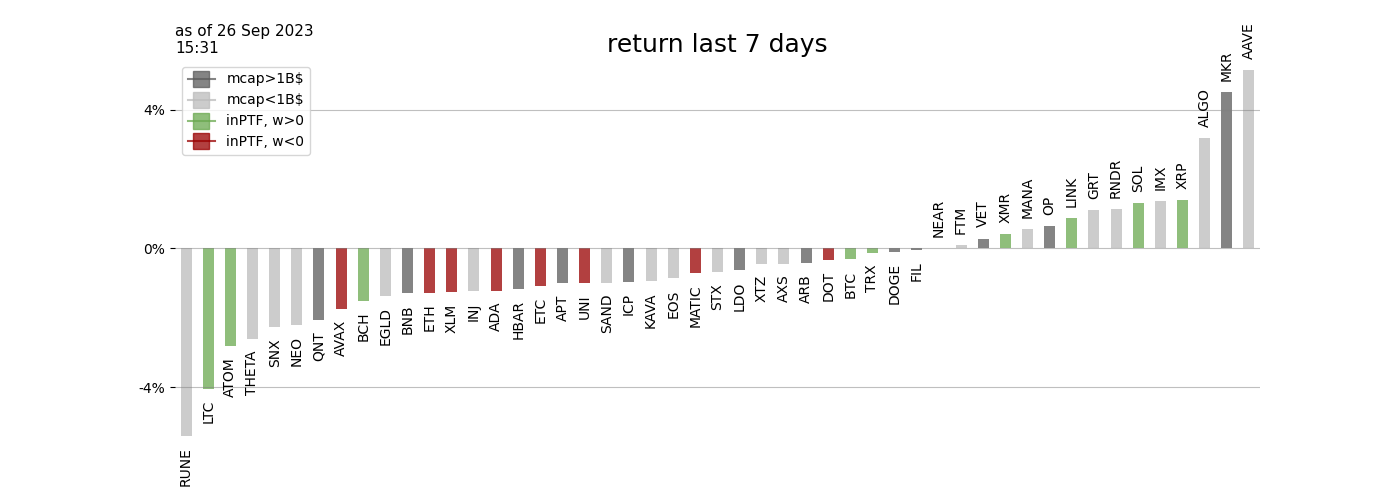 as of 26 Sep 2023
15:31
return last 7 days
mcap>1B$
mcap<1B$
inPTF, w>0
inPTF, w<0
4%
0%
-4%
RUNE
LTC
ATOM
THETA
SNX
NEO
QNT
AVAX
BCH
EGLD
BNB
ETH
XLM
INJ
ADA
HBAR
ETC
APT
UNI
SAND
ICP
KAVA
EOS
MATIC
STX
LDO
XTZ
AXS
ARB
DOT
BTC
TRX
DOGE
FIL
NEAR
FTM
VET
XMR
MANA
OP
LINK
GRT
RNDR
SOL
IMX
XRP
ALGO
MKR
AAVE